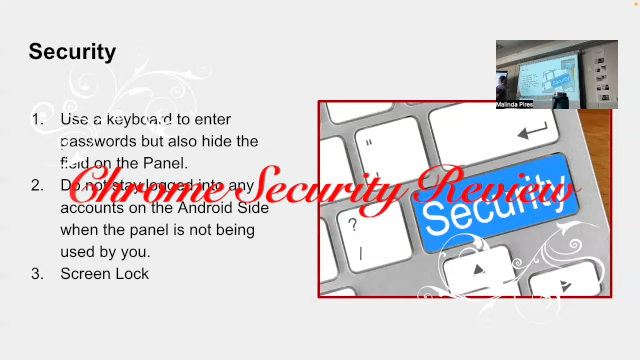 Security
Malinda Pires
1. Use a keyboard to enter
passwords but also hide the
field on the Panel.
2. Do not stay logged into any
accounts on the Android Side
when the panel is not being
used by you.
3. Screen Lock
Chrome Security Review
"
'
?
/
Security